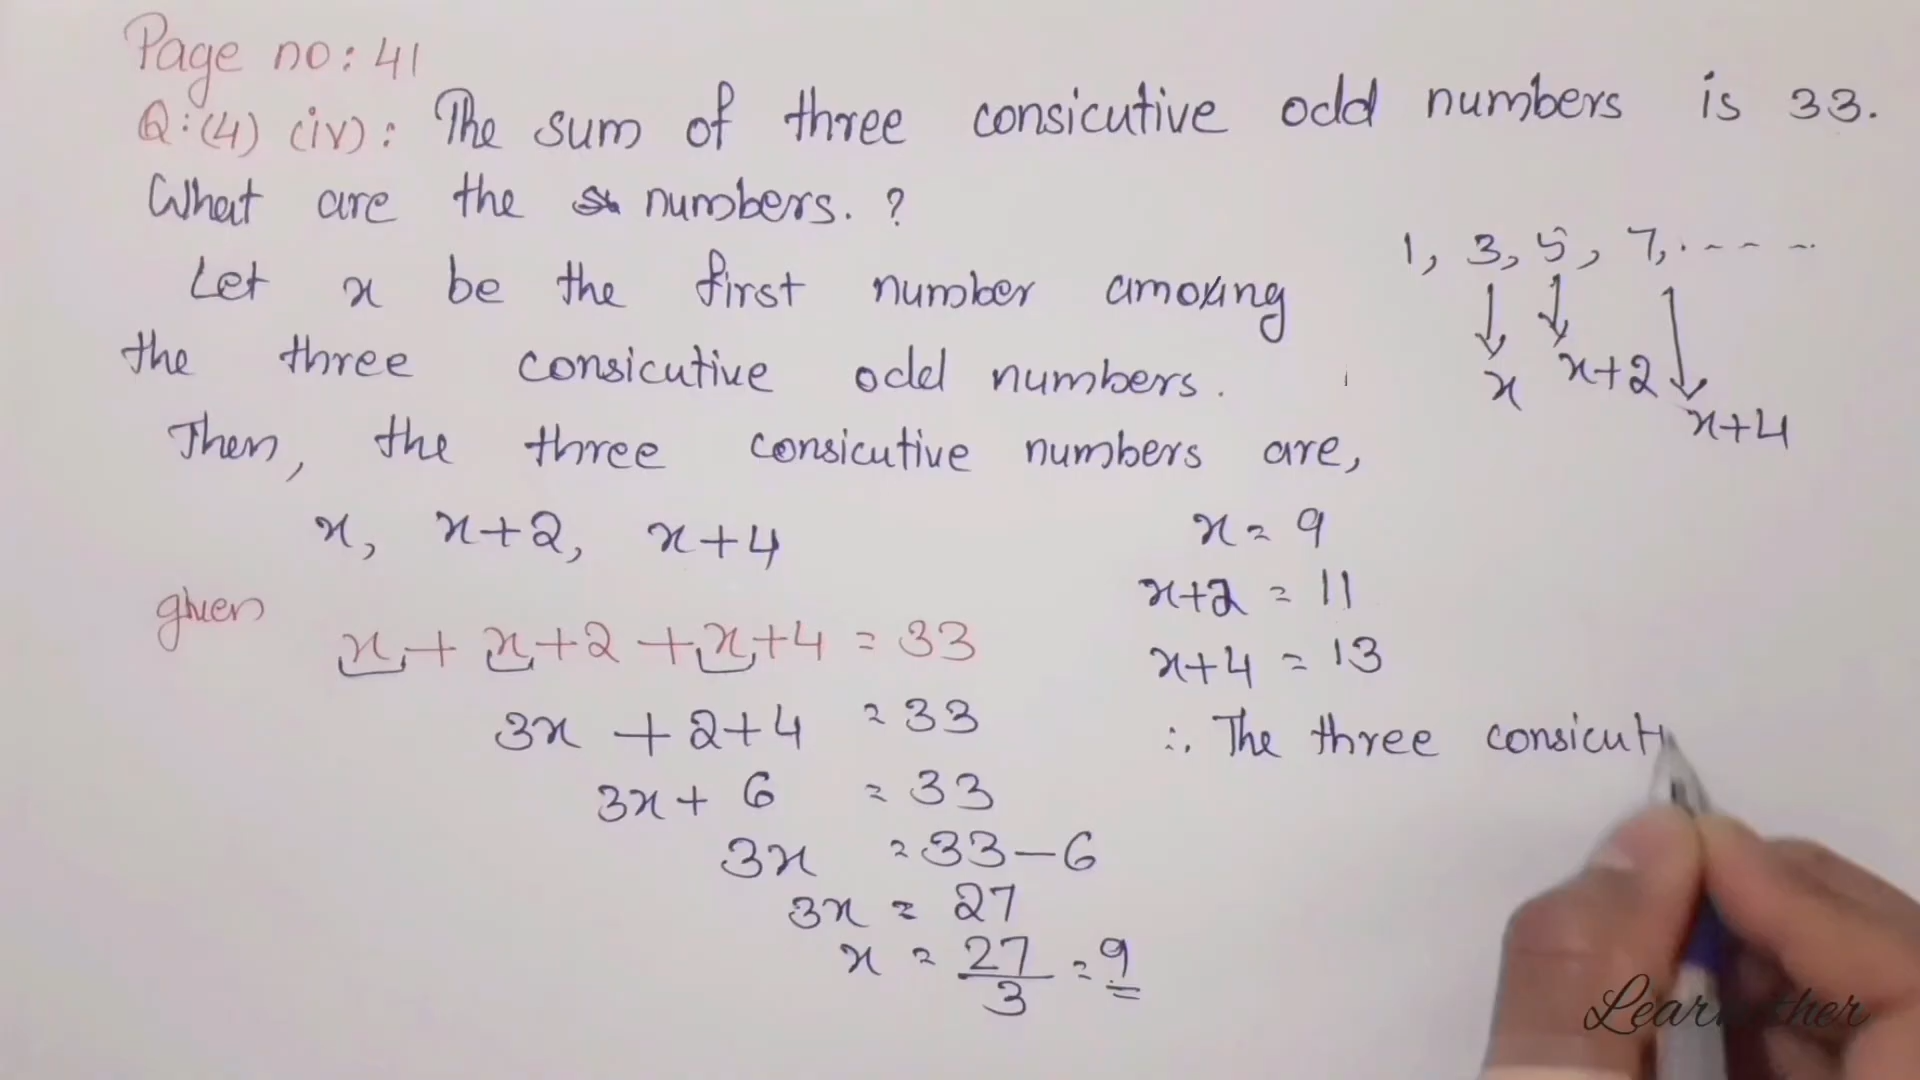 Page no: 41
Q:(4) (iv): The sum of three consicutive odd numbers is 33.
What are the numbers. ?
1, 3, 5, 7, . - - - -
x
x+2
x+4
Let x be the first number among
the three consicutive odd numbers.
Then, the three consicutive numbers are,
x, x+2, x+4
given
x + x+2 + x+4 = 33
3x + 2+4 = 33
3x + 6 = 33
3x = 33 - 6
3x = 27
x = 27/3 = 9
x = 9
x+2 = 11
x+4 = 13
∴ The three consicut